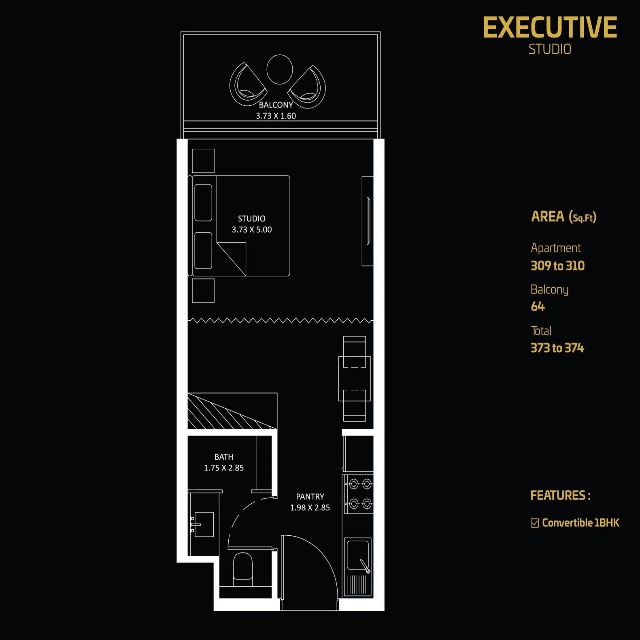 EXECUTIVE
STUDIO
BALCONY
3.73 X 1.60
STUDIO
3.73 X 5.00
BATH
1.75 X 2.85
PANTRY
1.98 X 2.85
AREA (Sq.Ft)
Apartment
309 to 310
Balcony
64
Total
373 to 374
FEATURES :
☑ Convertible 1BHK